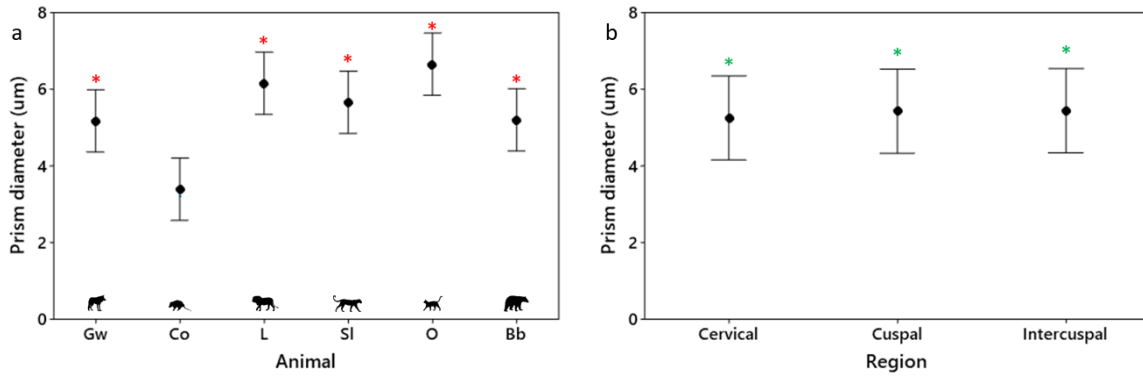 a
8
6
4
2
0
Prism diameter (um)
* * * * *
Gw Co L Sl O Bb
Animal
b
8
6
4
2
0
Prism diameter (um)
* * *
Cervical Cuspal Intercuspal
Region